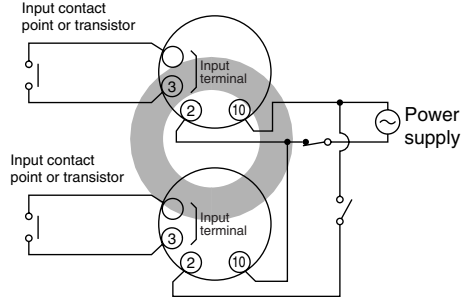 Input contact
point or transistor
Input
terminal
3
2
10
Power
supply
Input contact
point or transistor
Input
terminal
3
2
10